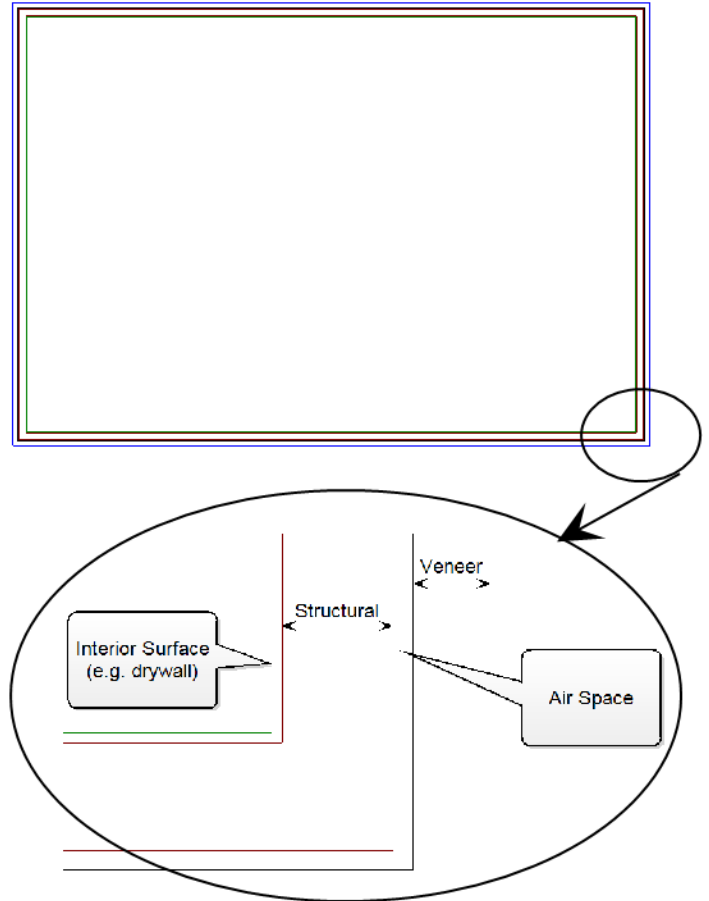 Veneer
Structural
Interior Surface
(e.g. drywall)
Air Space